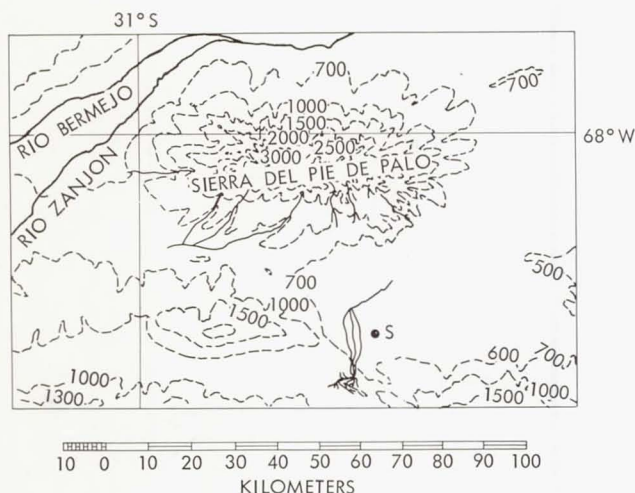 31° S
700
700
RIO BERMEJO
1000
1500
2000 2500
3000
68° W
SIERRA DEL PIE DE PALO
RIO ZANJON
500
700
1000
1500
S
600 700
1000
1300
1500 1000
10 0 10 20 30 40 50 60 70 80 90 100
KILOMETERS